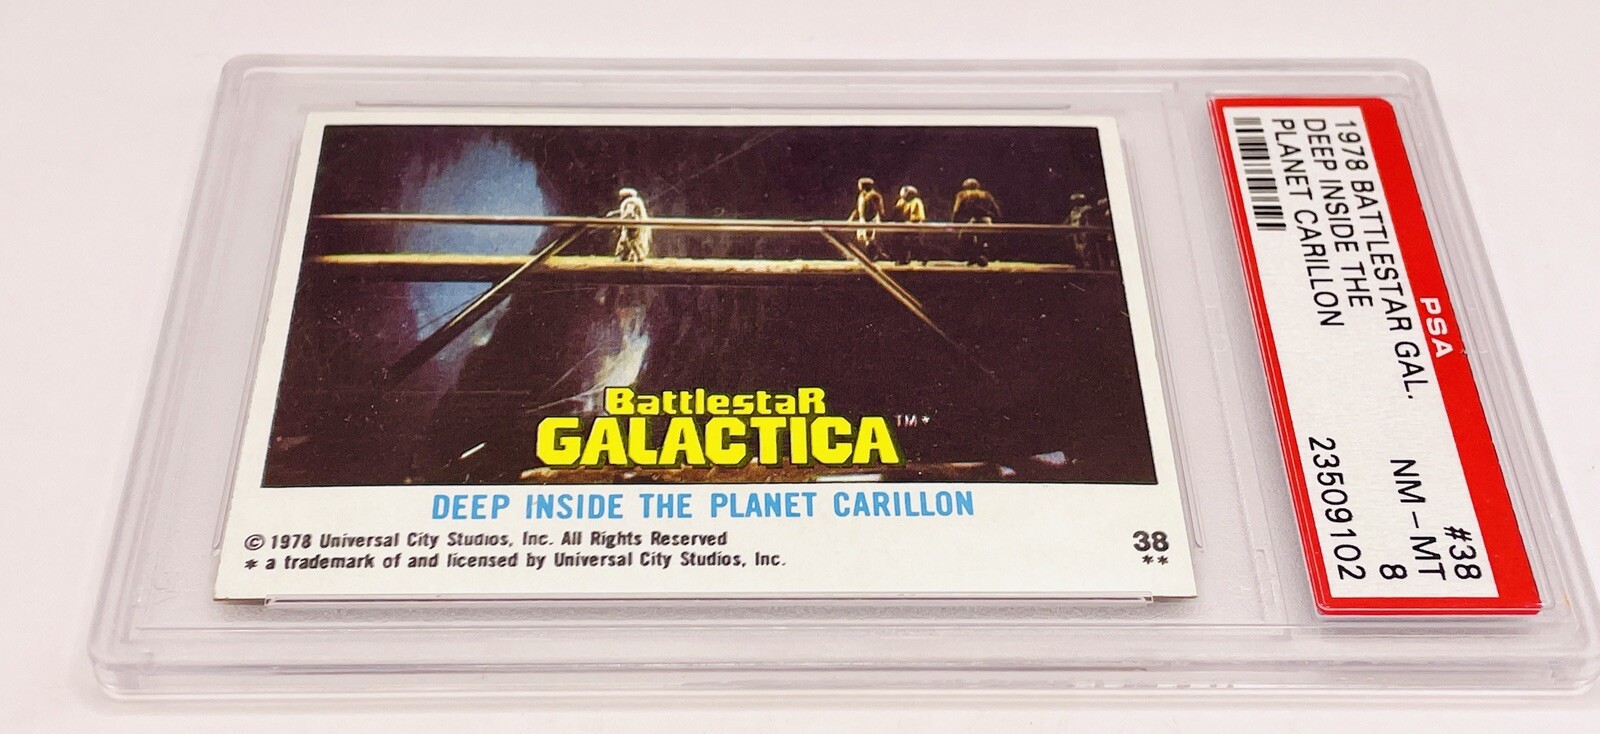 BattlestaR
GALACTICA™*
DEEP INSIDE THE PLANET CARILLON
© 1978 Universal City Studios, Inc. All Rights Reserved
* a trademark of and licensed by Universal City Studios, Inc.
38
**
PSA
1978 BATTLESTAR GAL. #38
DEEP INSIDE THE NM-MT
PLANET CARILLON 8
23509102